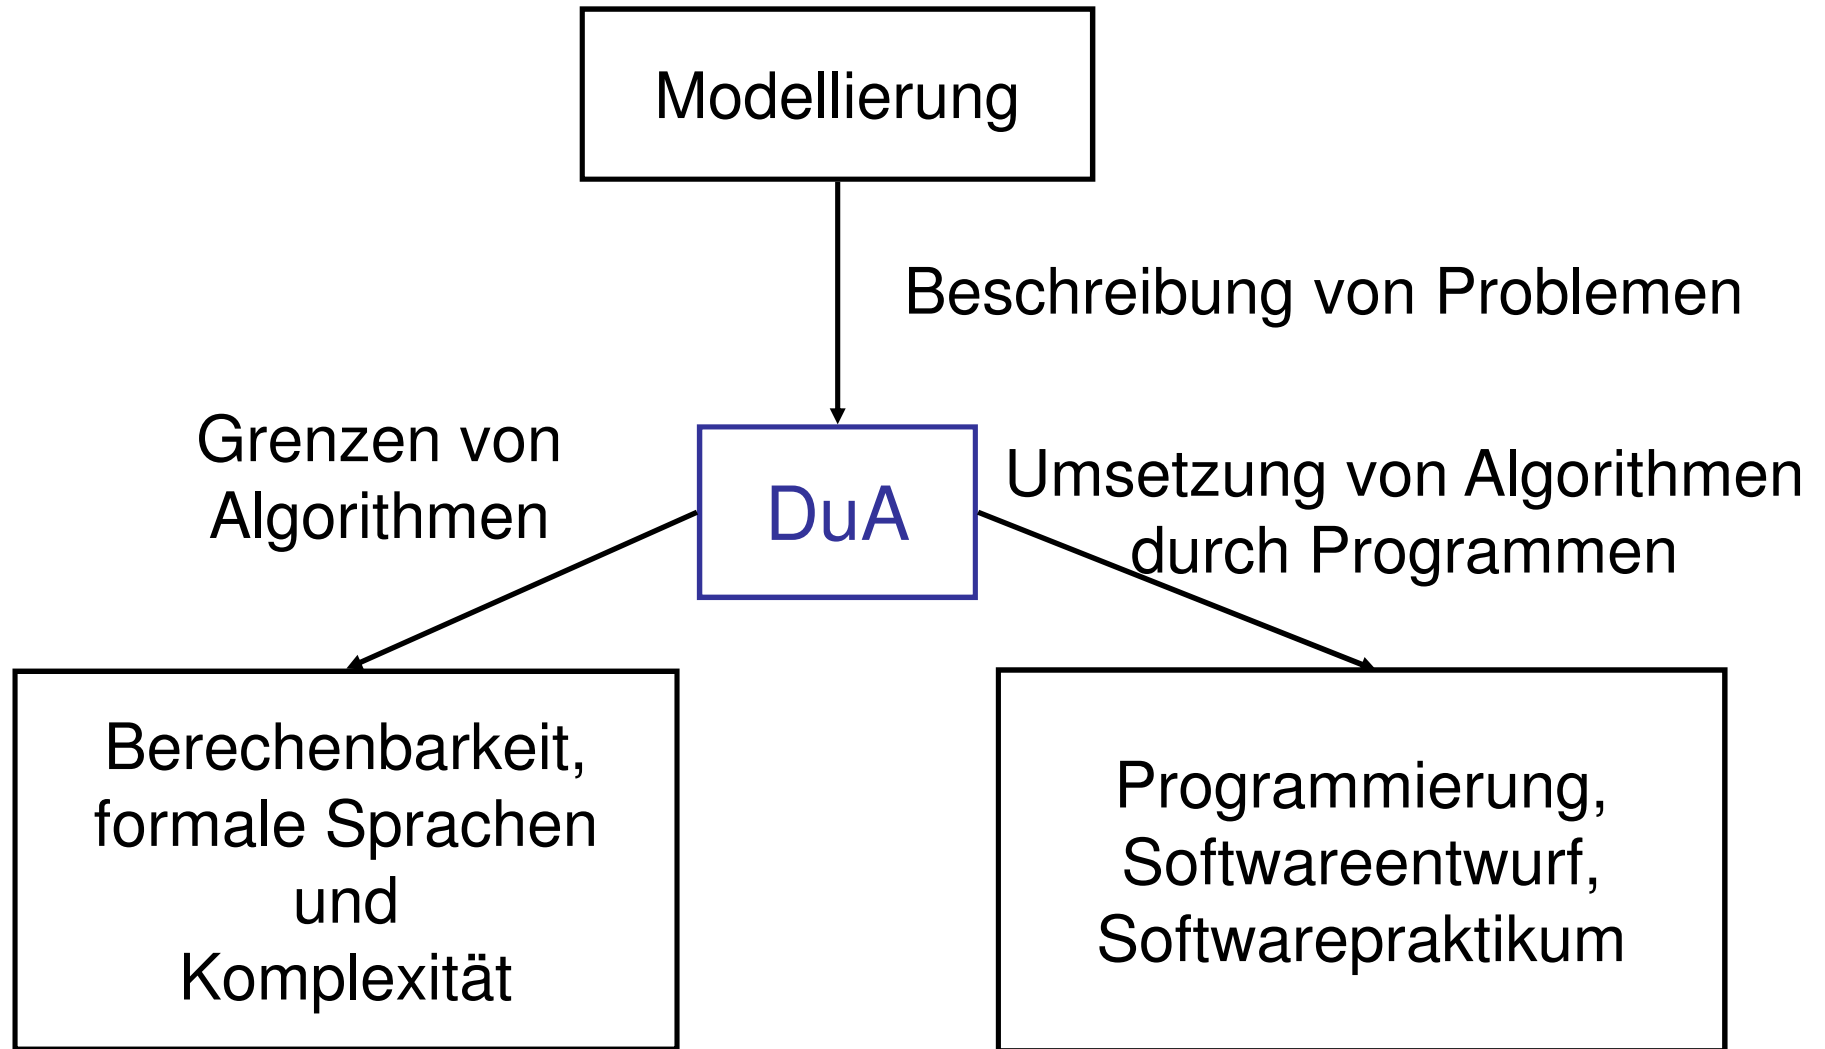 Modellierung
Beschreibung von Problemen
Grenzen von
Algorithmen
DuA
Umsetzung von Algorithmen
durch Programmen
Berechenbarkeit,
formale Sprachen
und
Komplexität
Programmierung,
Softwareentwurf,
Softwarepraktikum